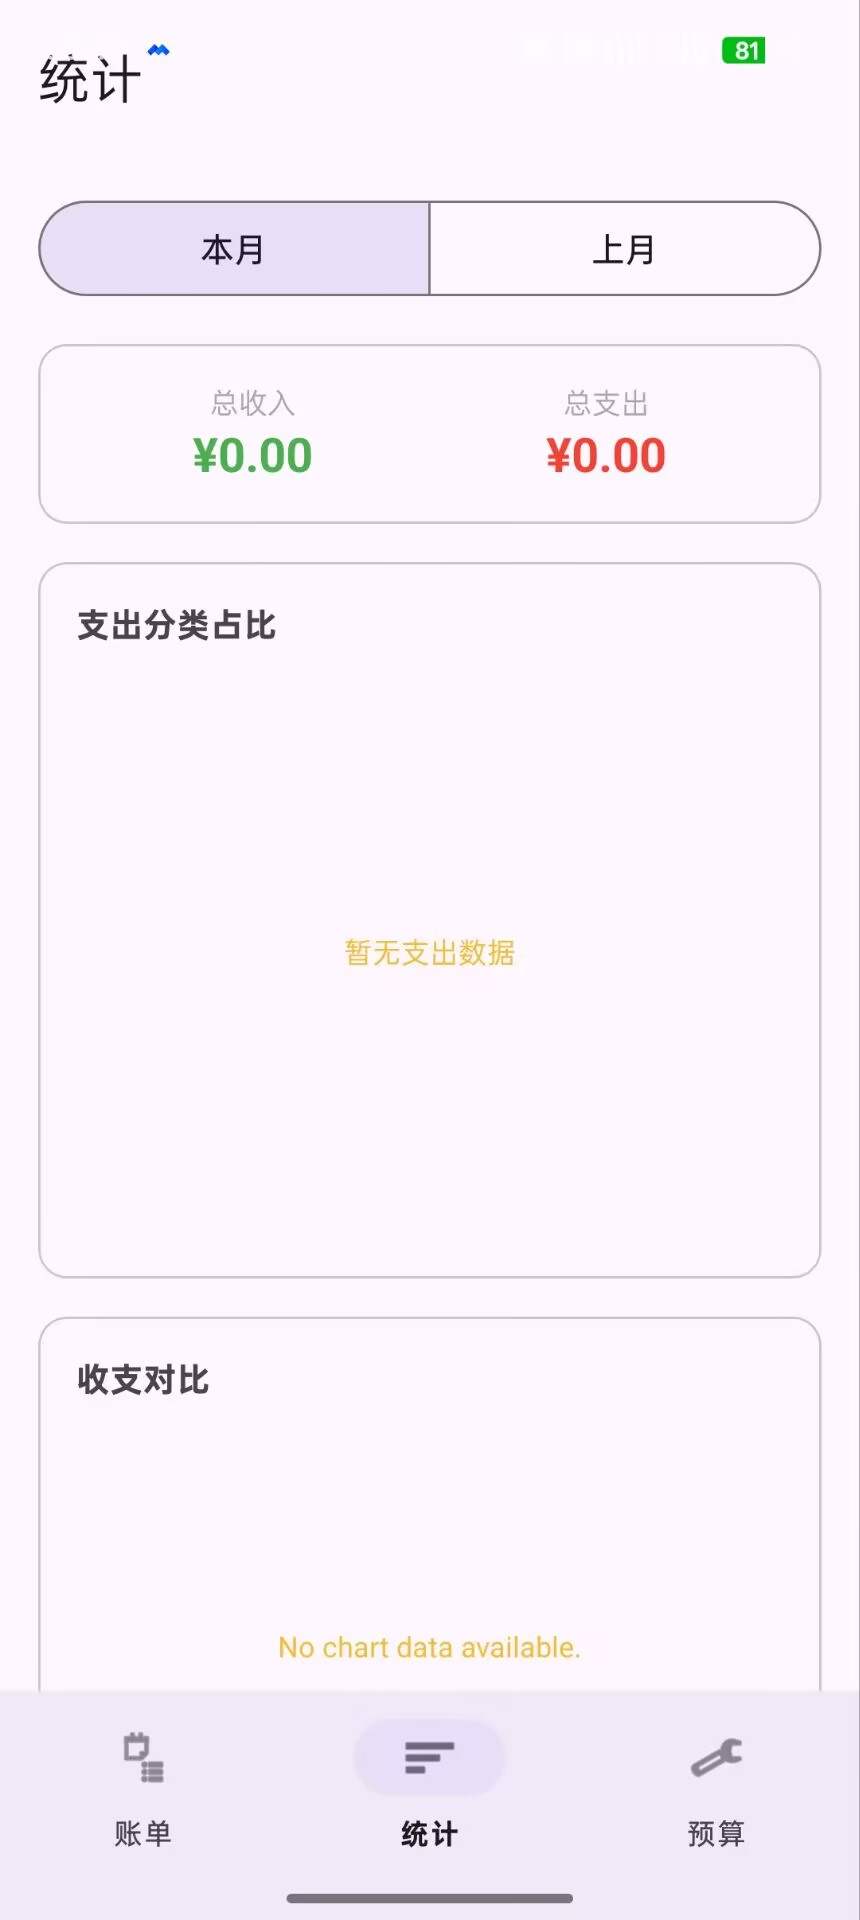 81
统计
本月
上月
总收入
总支出
¥0.00
¥0.00
支出分类占比
暂无支出数据
收支对比
No chart data available.
账单
统计
预算